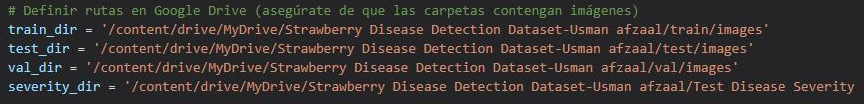 # Definir rutas en Google Drive (asegúrate de que las carpetas contengan imágenes)
train_dir = '/content/drive/MyDrive/Strawberry Disease Detection Dataset-Usman afzaal/train/images'
test_dir = '/content/drive/MyDrive/Strawberry Disease Detection Dataset-Usman afzaal/test/images'
val_dir = '/content/drive/MyDrive/Strawberry Disease Detection Dataset-Usman afzaal/val/images'
severity_dir = '/content/drive/MyDrive/Strawberry Disease Detection Dataset-Usman afzaal/Test Disease Severity